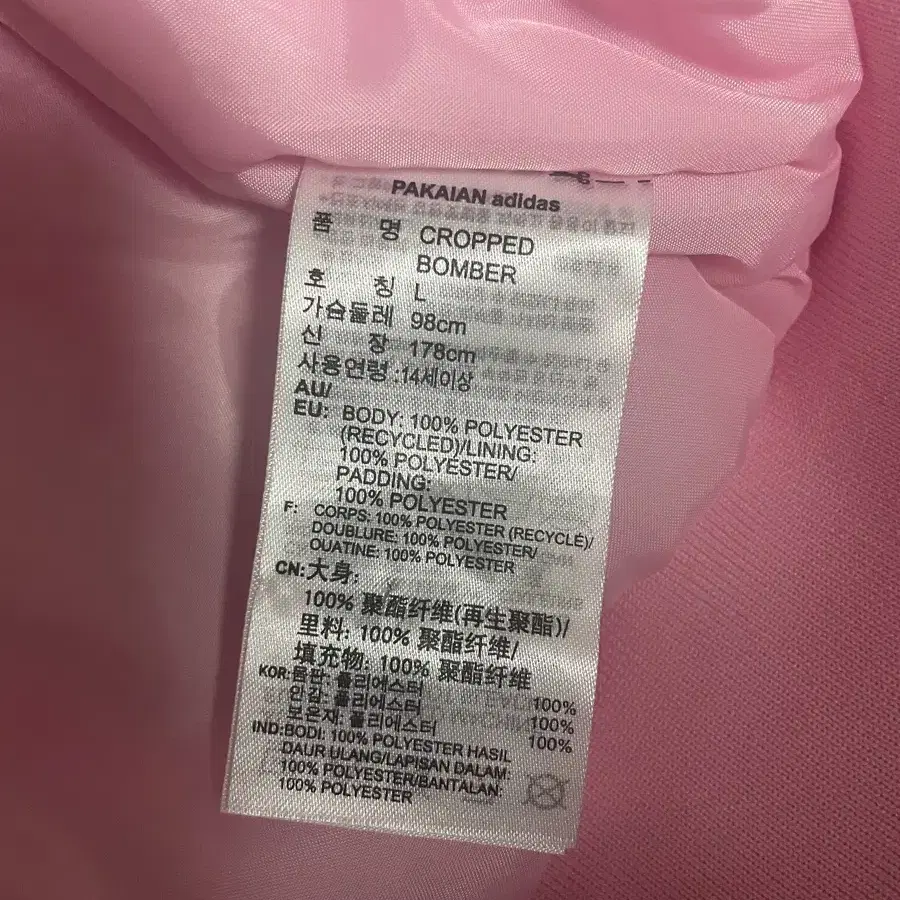 PAKAIAN adidas
품 명 CROPPED
BOMBER
호 칭 L
가슴둘레 98cm
신 장 178cm
사용연령 :14세이상
AU/
EU: BODY: 100% POLYESTER
(RECYCLED)/LINING:
100% POLYESTER/
PADDING:
100% POLYESTER
F: CORPS: 100% POLYESTER (RECYCLÉ)/
DOUBLURE: 100% POLYESTER/
OUATINE: 100% POLYESTER
CN:大身:
100% 聚酯纤维(再生聚酯)/
里料: 100% 聚酯纤维/
填充物: 100% 聚酯纤维
KOR:몸판: 폴리에스터 100%
안감: 폴리에스터 100%
보온재: 폴리에스터 100%
IND:BODI: 100% POLYESTER HASIL
DAUR ULANG/LAPISAN DALAM:
100% POLYESTER/BANTALAN:
100% POLYESTER